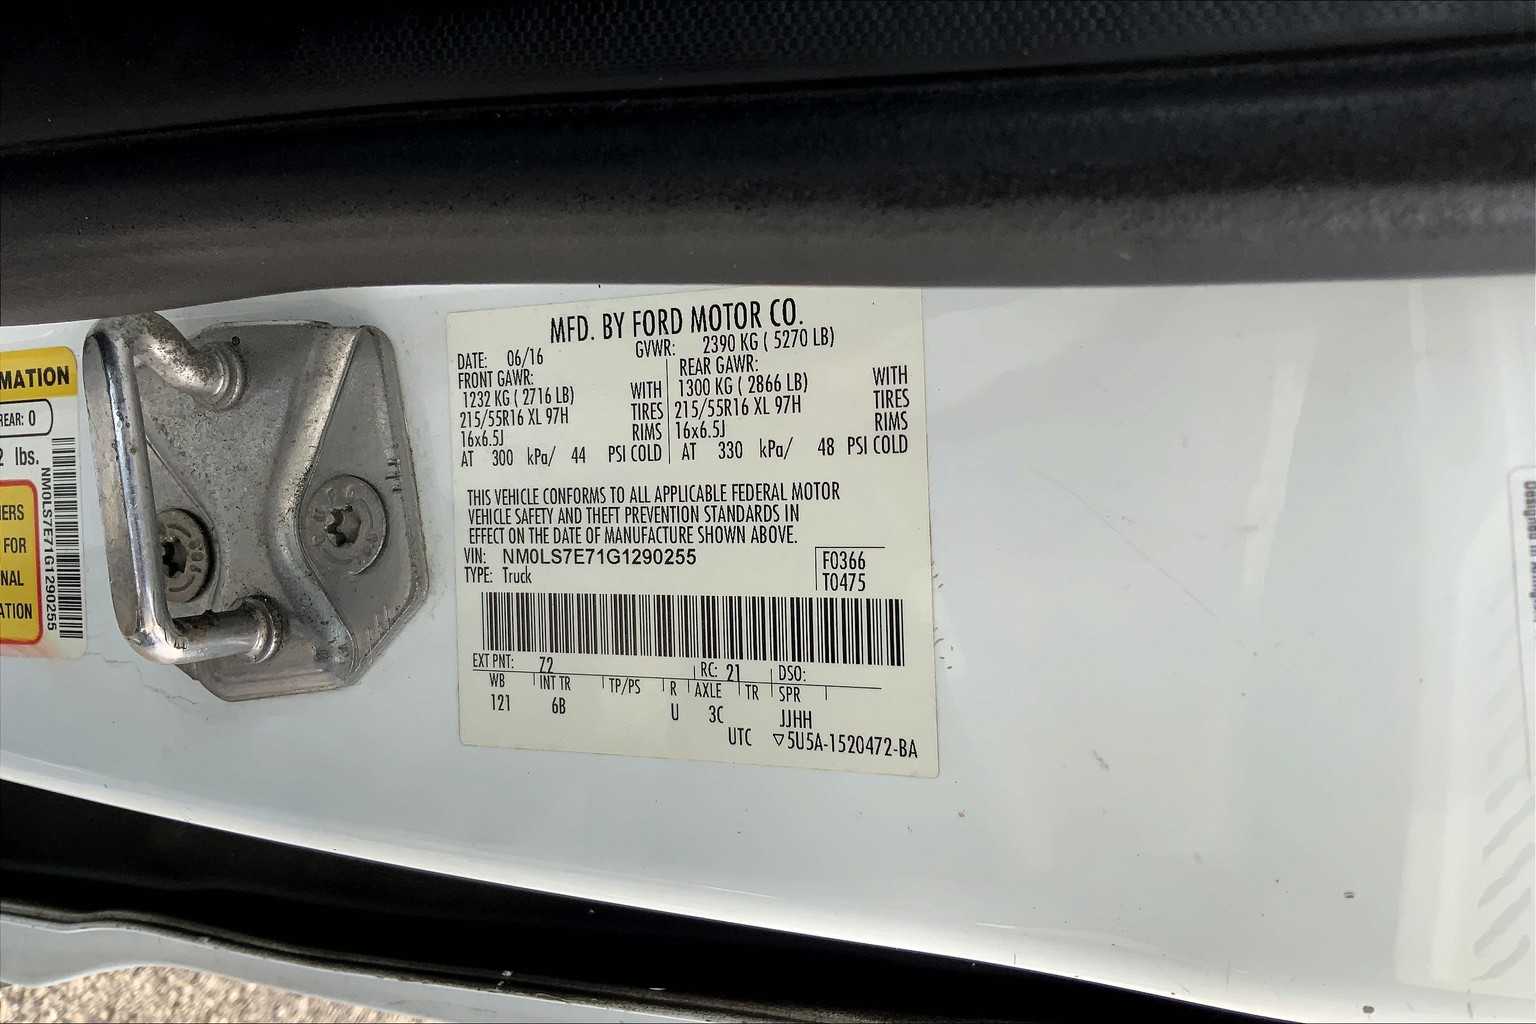 MFD. BY FORD MOTOR CO.
DATE: 06/16 GVWR: 2390 KG ( 5270 LB)
FRONT GAWR: REAR GAWR:
1232 KG ( 2716 LB) WITH 1300 KG ( 2866 LB) WITH
215/55R16 XL 97H TIRES 215/55R16 XL 97H TIRES
16x6.5J RIMS 16x6.5J RIMS
AT 300 kPa/ 44 PSI COLD AT 330 kPa/ 48 PSI COLD
THIS VEHICLE CONFORMS TO ALL APPLICABLE FEDERAL MOTOR
VEHICLE SAFETY AND THEFT PREVENTION STANDARDS IN
EFFECT ON THE DATE OF MANUFACTURE SHOWN ABOVE.
VIN: NM0LS7E71G1290255 F0366
TYPE: Truck T0475
EXT PNT: Z2 RC: 21 DSO:
WB INT TR TP/PS R AXLE TR SPR
121 6B U 3C JJHH
UTC ▽5U5A-1520472-BA
MATION
REAR: 0
2 lbs.
NM0LS7E71G1290255
IERS
FOR
NAL
ATION